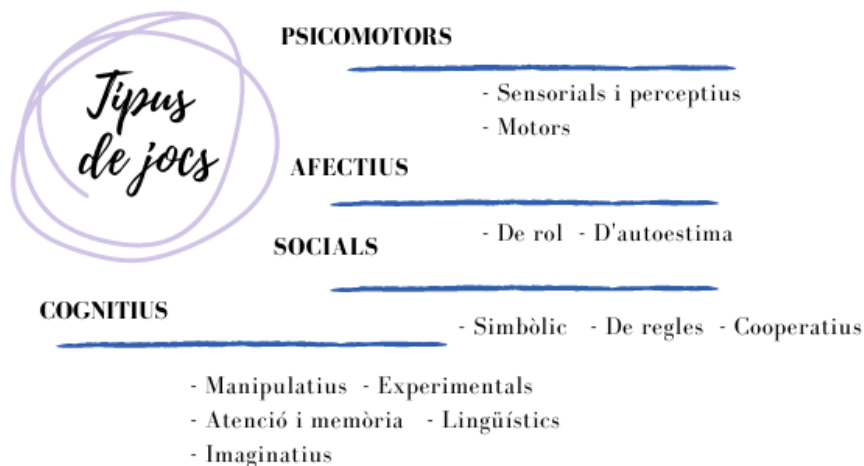 Tipus
de jocs
PSICOMOTORS
- Sensorials i perceptius
- Motors
AFECTIUS
- De rol - D'autoestima
SOCIALS
- Simbòlic - De regles - Cooperatius
COGNITIUS
- Manipulatius - Experimentals
- Atenció i memòria - Lingüístics
- Imaginatius